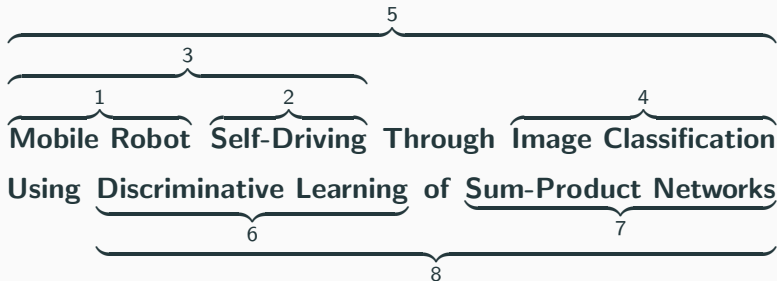 5
3
1 2 4
Mobile Robot Self-Driving Through Image Classification
Using Discriminative Learning of Sum-Product Networks
6 7
8